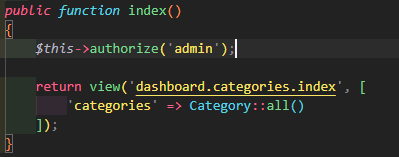 public function index()
{
$this->authorize('admin');
return view('dashboard.categories.index', [
'categories' => Category::all()
]);
}